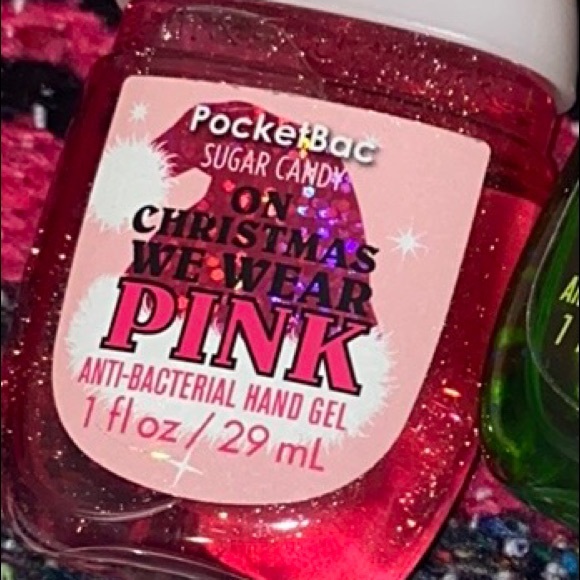 PocketBac
SUGAR CANDY
ON
CHRISTMAS
WE WEAR
PINK
ANTI-BACTERIAL HAND GEL
1 fl oz / 29 mL